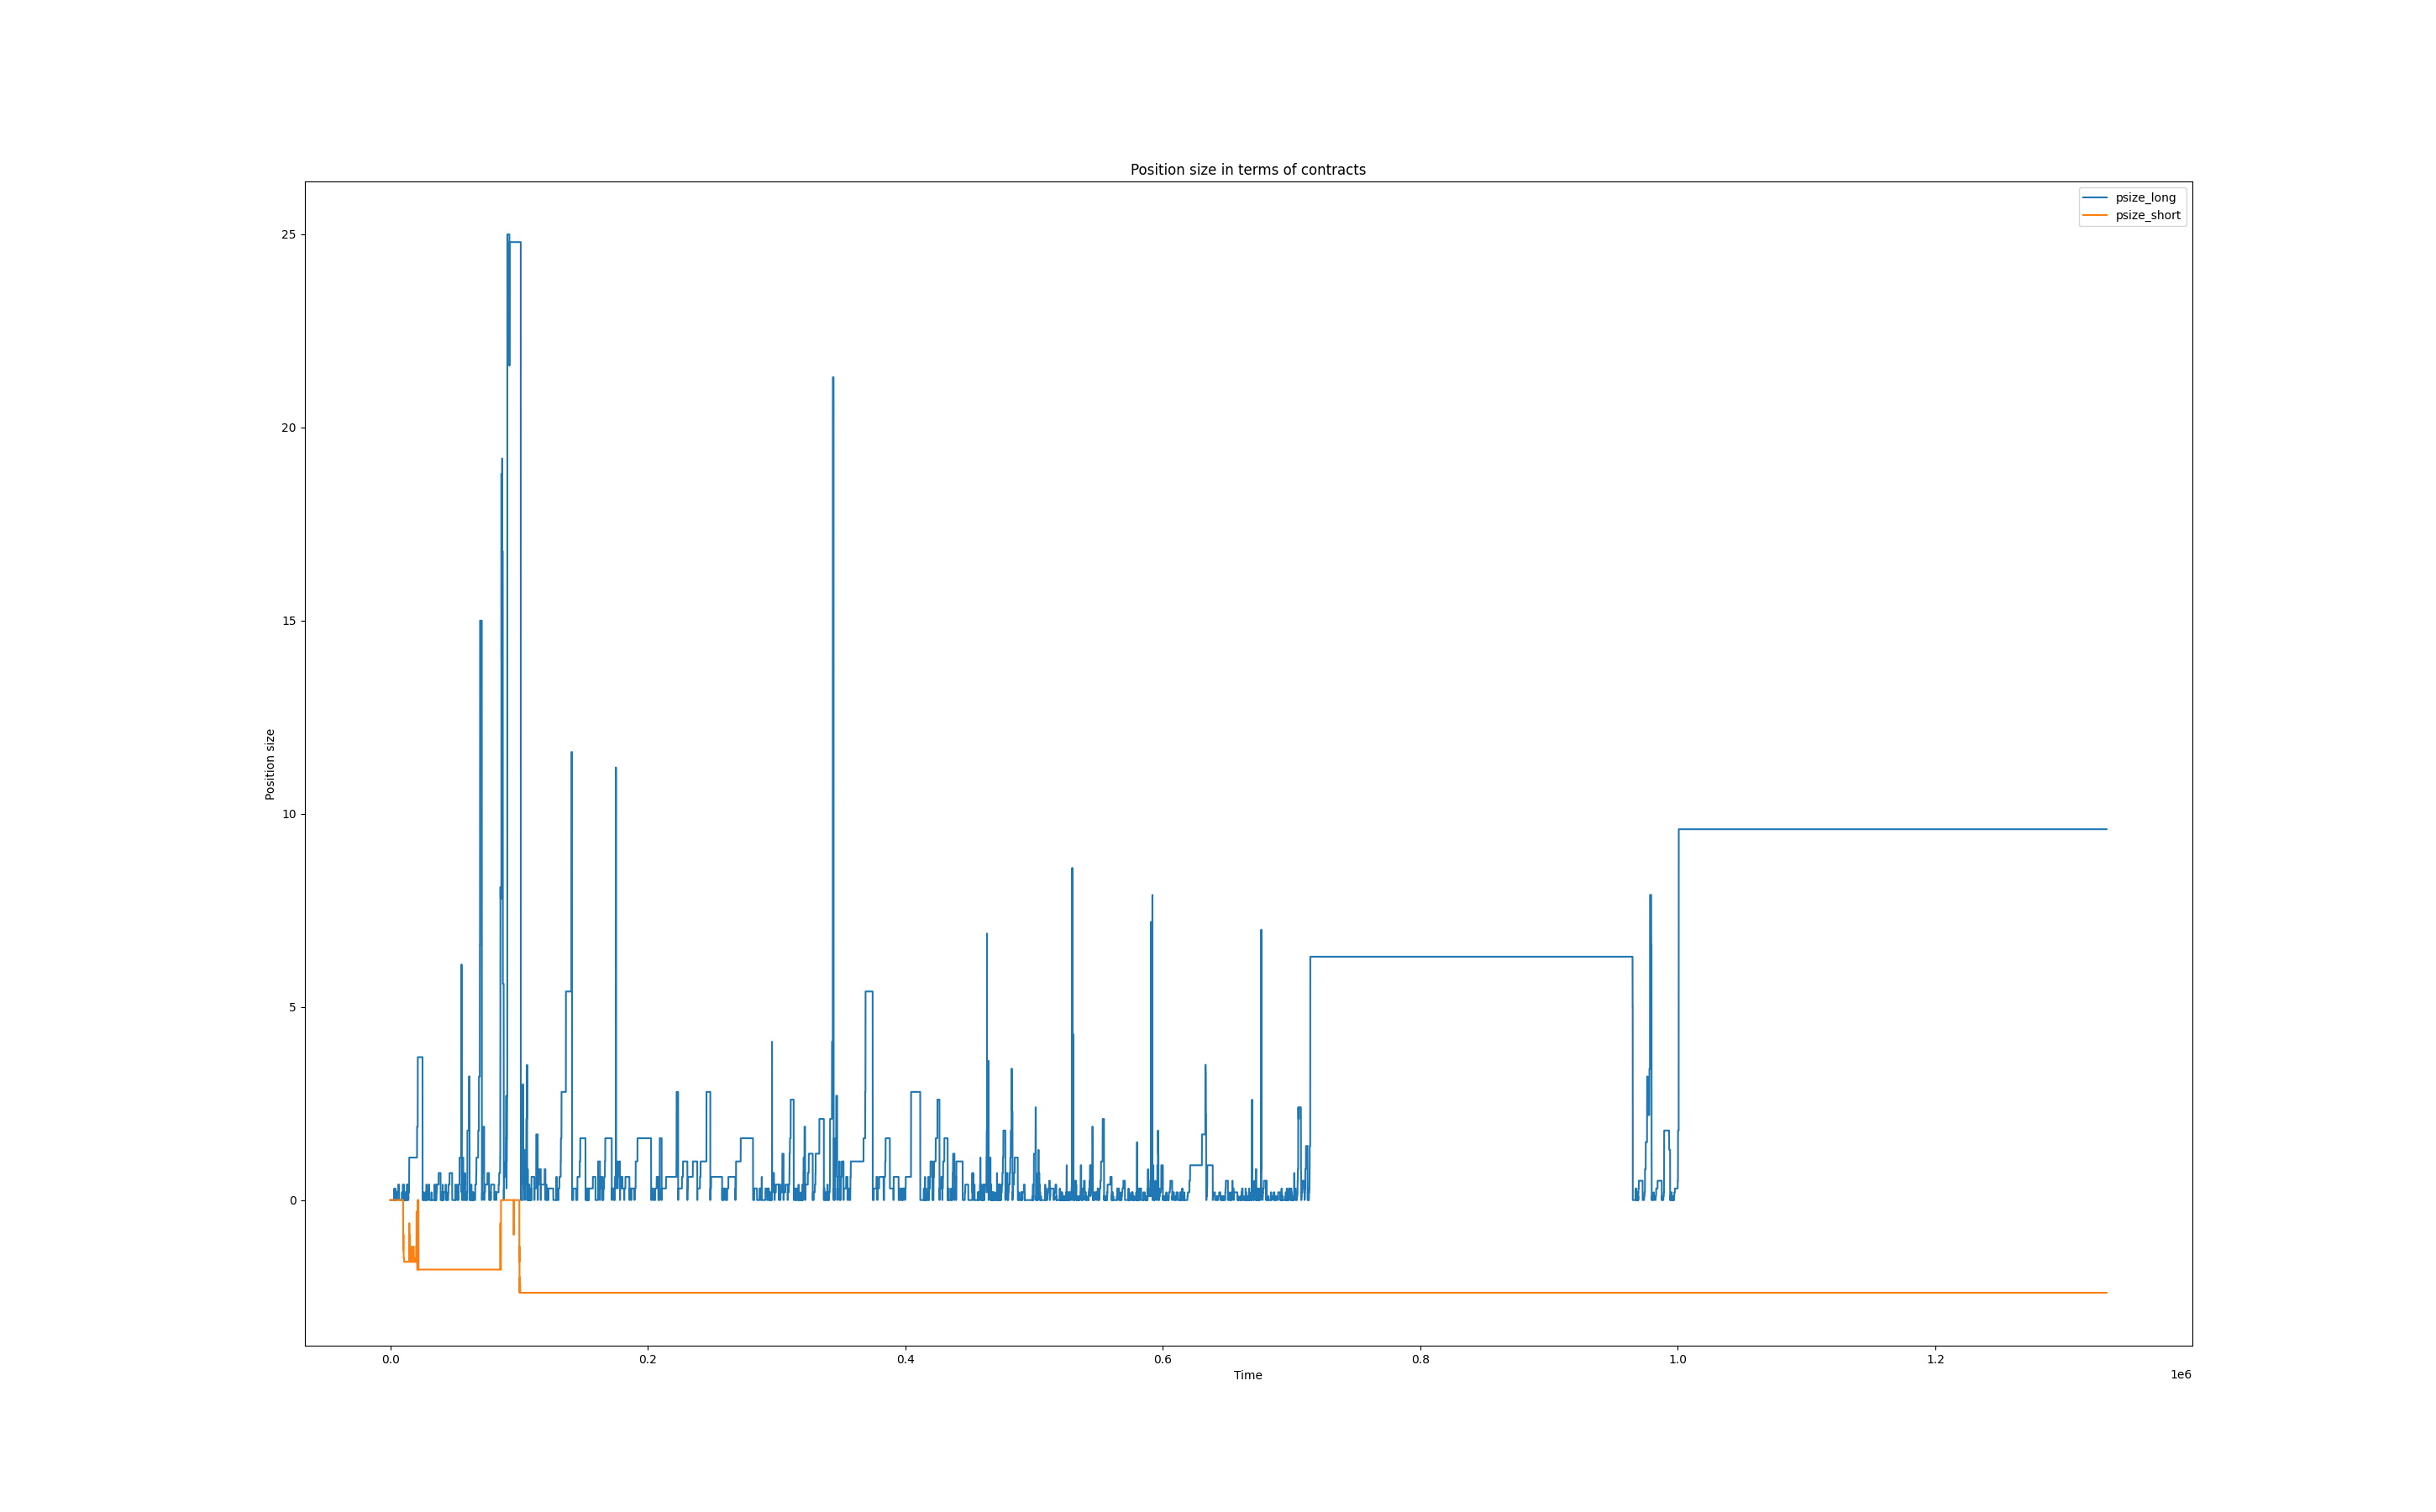 Position size in terms of contracts
psize_long
psize_short
25
20
15
10
5
0
Position size
0.0 0.2 0.4 0.6 0.8 1.0 1.2
Time
1e6